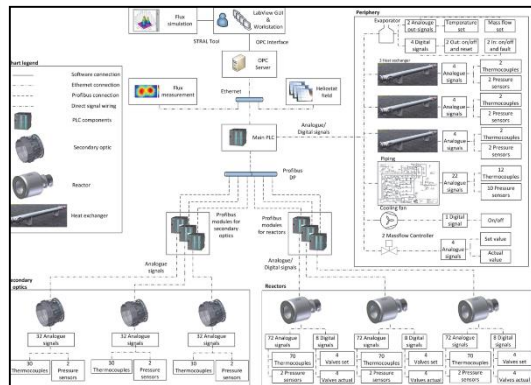 Flux
simulation
LabView GUI
& Workstation
STRAL Tool
OPC Interface
OPC
Server
Flux
measurement
Ethernet
Heliostat
field
Main PLC
Analogue/
Digital signals
Profibus
DP
Profibus
modules for
secondary
optics
Profibus
modules
for reactors
Analogue
signals
Analogue/
Digital signals
chart legend
Software connection
Ethernet connection
Profibus connection
Direct signal wiring
PLC components
Secondary optic
Reactor
Heat exchanger
Periphery
Evaporator
2 Analouge
out-signals
Temperature
set
Mass flow
set
4 Digital
signals
2 Out: on/off
and reset
2 In: on/off
and fault
3 Heat exchanger
4
Analogue
signals
2
Thermocouples
2 Pressure
sensors
4
Analogue
signals
2
Thermocouples
2 Pressure
sensors
4
Analogue
signals
2
Thermocouples
2 Pressure
sensors
Piping
22
Analogue
signals
12
Thermocouples
10 Pressure
sensors
Cooling fan
1 Digital
signal
On/off
2 Massflow Controller
4
Analogue
signals
Set value
Actual
value
secondary
optics
32 Analogue
signals
32 Analogue
signals
32 Analogue
signals
30
Thermocouples
2
Pressure
sensors
30
Thermocouples
2
Pressure
sensors
30
Thermocouples
2
Pressure
sensors
Reactors
72 Analogue
signals
8 Digital
signals
72 Analogue
signals
8 Digital
signals
72 Analogue
signals
8 Digital
signals
70
Thermocouples
4
Valves set
70
Thermocouples
4
Valves set
70
Thermocouples
4
Valves set
2 Pressure
sensors
4
Valves actual
2 Pressure
sensors
4
Valves actual
2 Pressure
sensors
4
Valves actual